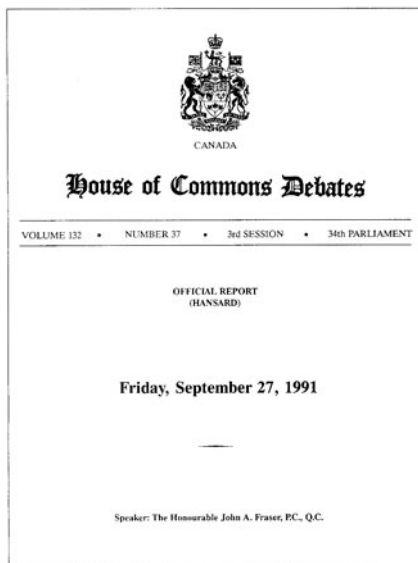 CANADA
House of Commons Debates
VOLUME 132 • NUMBER 37 • 3rd SESSION • 34th PARLIAMENT
OFFICIAL REPORT
(HANSARD)
Friday, September 27, 1991
Speaker: The Honourable John A. Fraser, P.C., Q.C.